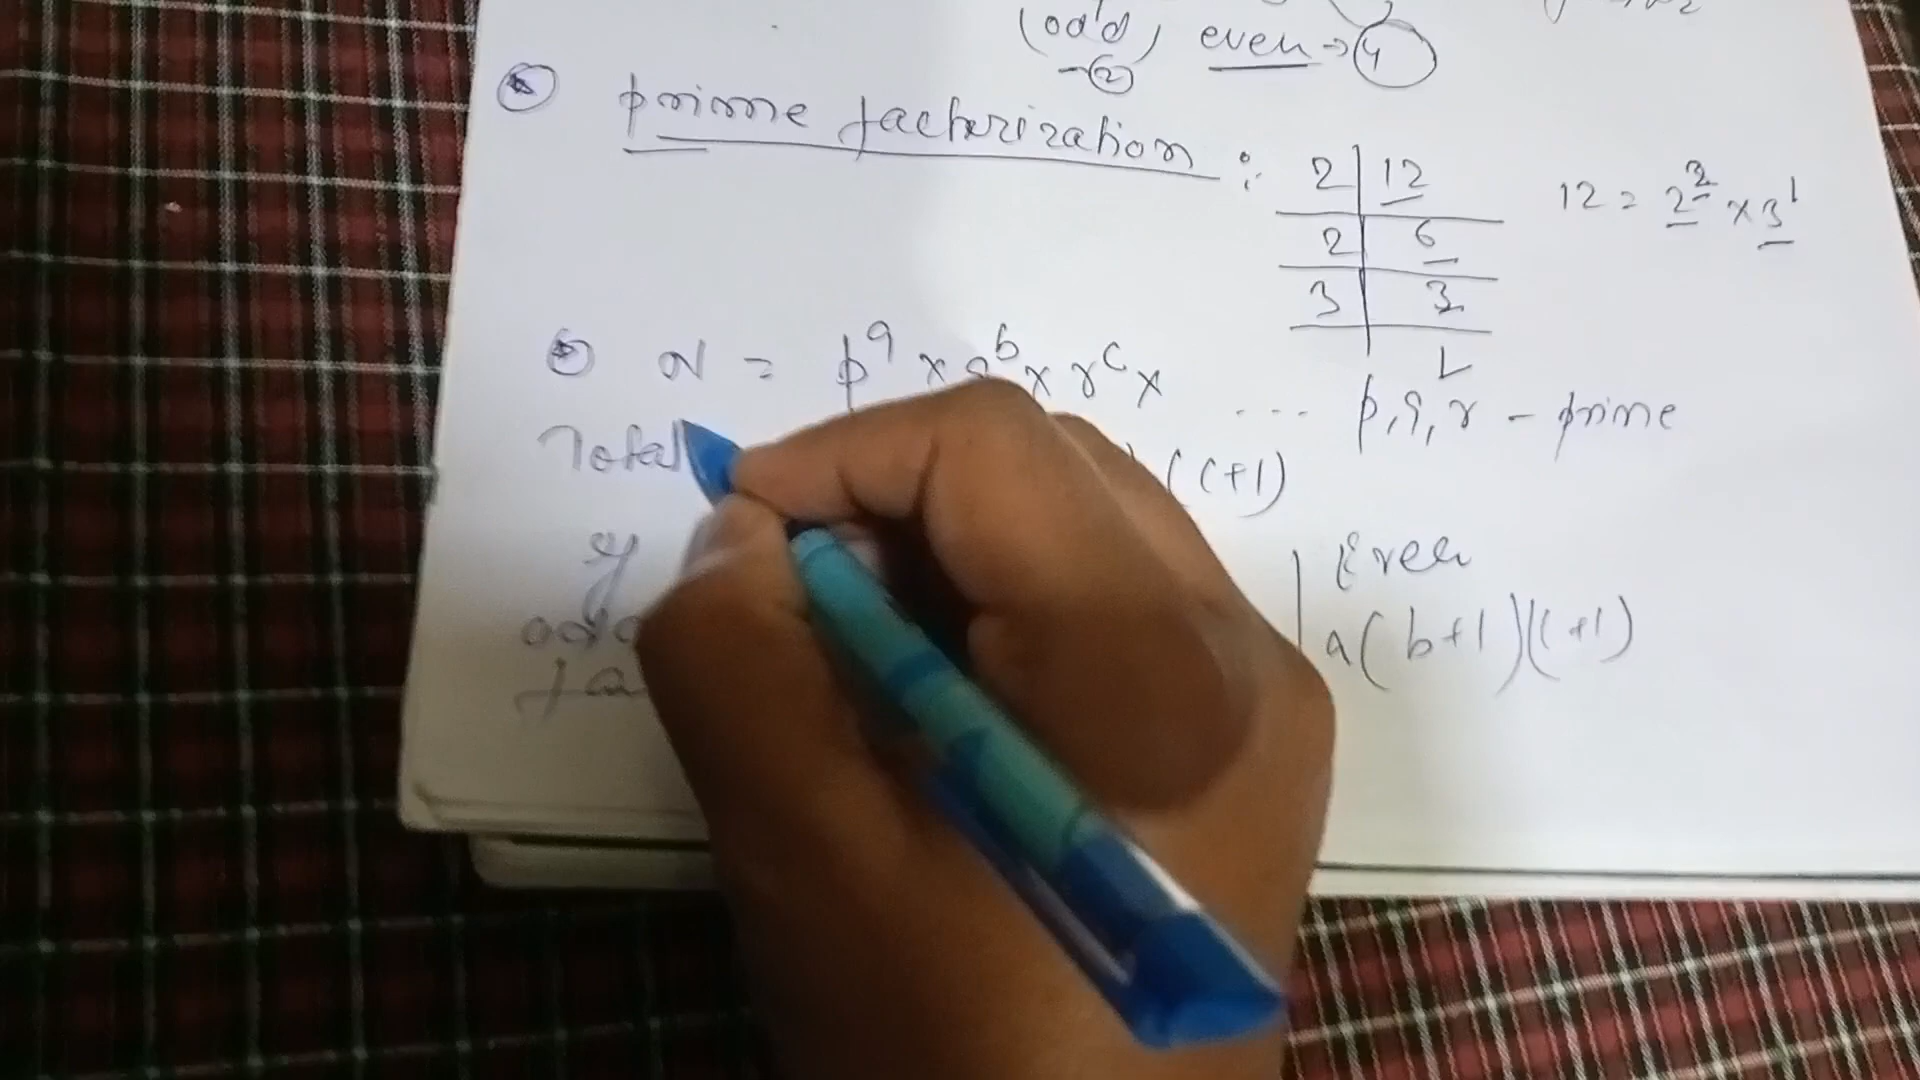 (odd) even → 4
- 2
prime factorization :
2 | 12
2 | 6
3 | 3
1
12 = 2² × 3¹
N = p^a × q^b × r^c × ... p, q, r - prime
Total (c+1)
Even
odd
a(b+1)(c+1)